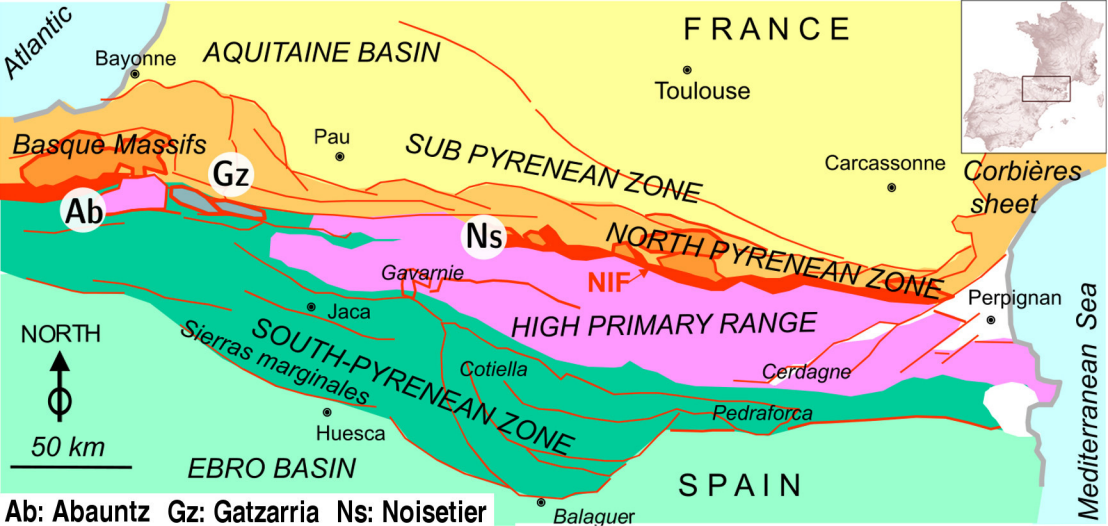 Atlantic
FRANCE
Bayonne
AQUITAINE BASIN
Toulouse
Basque Massifs
Pau
SUB PYRENEAN ZONE
Carcassonne
Corbières
sheet
Gz
Ab
Ns
NORTH PYRENEAN ZONE
NIF
Gavarnie
Perpignan
Jaca
HIGH PRIMARY RANGE
NORTH
SOUTH-PYRENEAN ZONE
Sierras marginales
Cotiella
Cerdagne
Mediterranean Sea
Pedraforca
Huesca
50 km
EBRO BASIN
SPAIN
Ab: Abauntz Gz: Gatzarria Ns: Noisetier
Balaguer